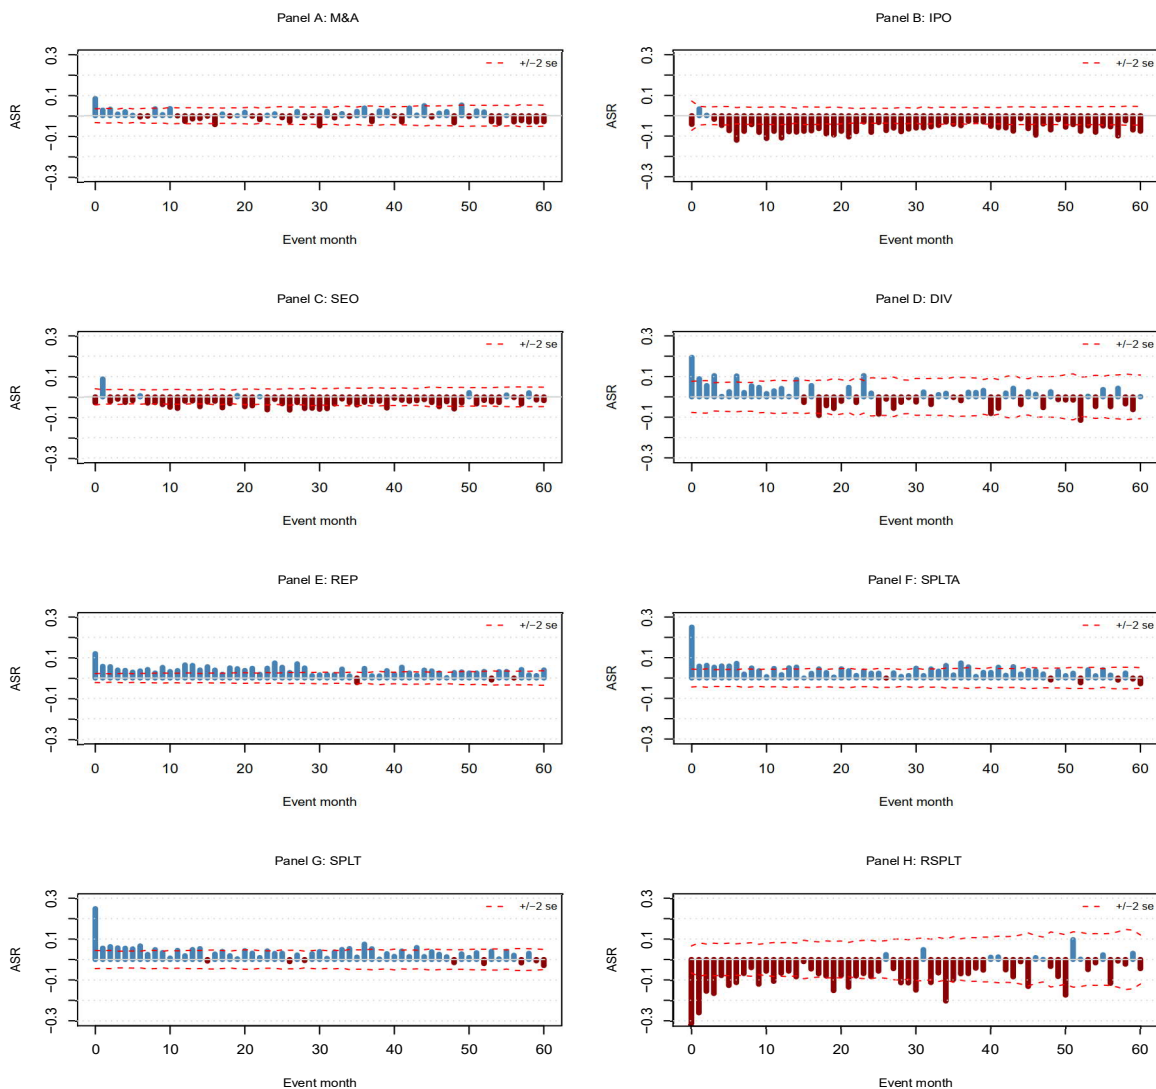 Panel A: M&A
0.3
0.1
−0.1
−0.3
ASR
+/−2 se
0 10 20 30 40 50 60
Event month
Panel B: IPO
0.3
0.1
−0.1
−0.3
ASR
+/−2 se
0 10 20 30 40 50 60
Event month
Panel C: SEO
0.3
0.1
−0.1
−0.3
ASR
+/−2 se
0 10 20 30 40 50 60
Event month
Panel D: DIV
0.3
0.1
−0.1
−0.3
ASR
+/−2 se
0 10 20 30 40 50 60
Event month
Panel E: REP
0.3
0.1
−0.1
−0.3
ASR
+/−2 se
0 10 20 30 40 50 60
Event month
Panel F: SPLTA
0.3
0.1
−0.1
−0.3
ASR
+/−2 se
0 10 20 30 40 50 60
Event month
Panel G: SPLT
0.3
0.1
−0.1
−0.3
ASR
+/−2 se
0 10 20 30 40 50 60
Event month
Panel H: RSPLT
0.3
0.1
−0.1
−0.3
ASR
+/−2 se
0 10 20 30 40 50 60
Event month